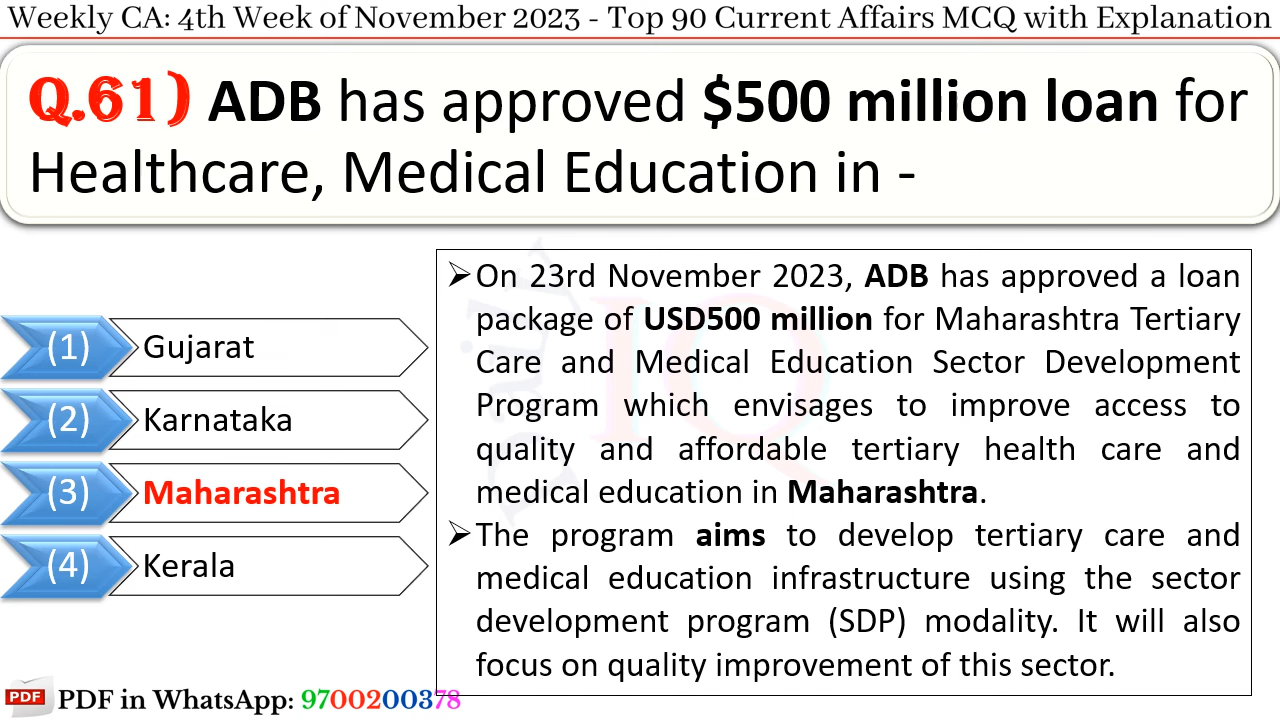 Weekly CA: 4th Week of November 2023 - Top 90 Current Affairs MCQ with Explanation
Q.61) ADB has approved $500 million loan for
Healthcare, Medical Education in -
(1) Gujarat
(2) Karnataka
(3) Maharashtra
(4) Kerala
➢On 23rd November 2023, ADB has approved a loan
package of USD500 million for Maharashtra Tertiary
Care and Medical Education Sector Development
Program which envisages to improve access to
quality and affordable tertiary health care and
medical education in Maharashtra.
➢The program aims to develop tertiary care and
medical education infrastructure using the sector
development program (SDP) modality. It will also
focus on quality improvement of this sector.
Daily
IQ
PDF PDF in WhatsApp: 9700200378